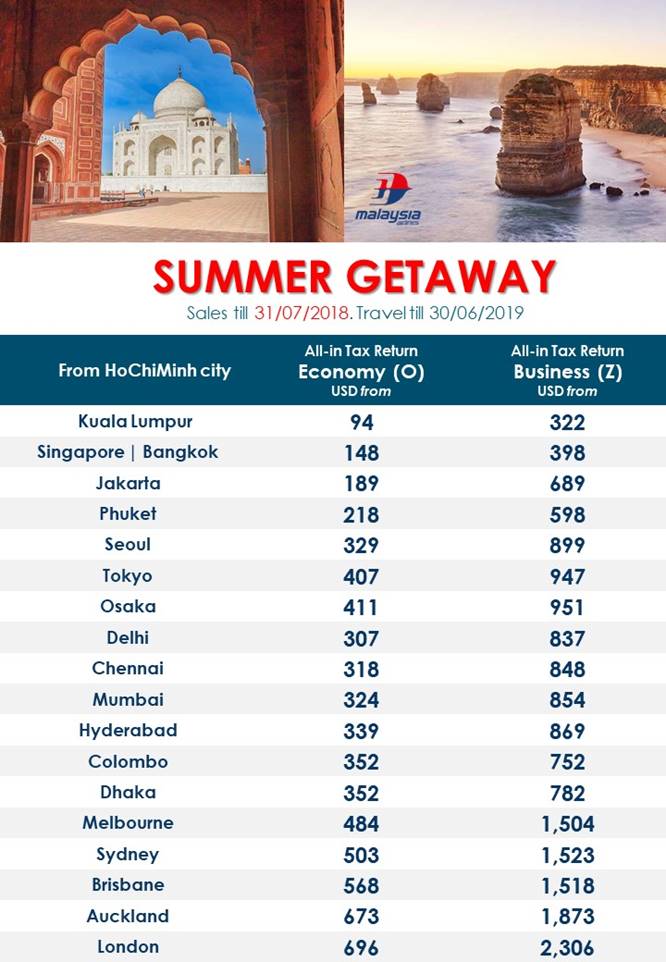 malaysia
airlines
SUMMER GETAWAY
Sales till 31/07/2018. Travel till 30/06/2019
From HoChiMinh city
All-in Tax Return
Economy (O)
USD from
All-in Tax Return
Business (Z)
USD from
Kuala Lumpur 94 322
Singapore | Bangkok 148 398
Jakarta 189 689
Phuket 218 598
Seoul 329 899
Tokyo 407 947
Osaka 411 951
Delhi 307 837
Chennai 318 848
Mumbai 324 854
Hyderabad 339 869
Colombo 352 752
Dhaka 352 782
Melbourne 484 1,504
Sydney 503 1,523
Brisbane 568 1,518
Auckland 673 1,873
London 696 2,306